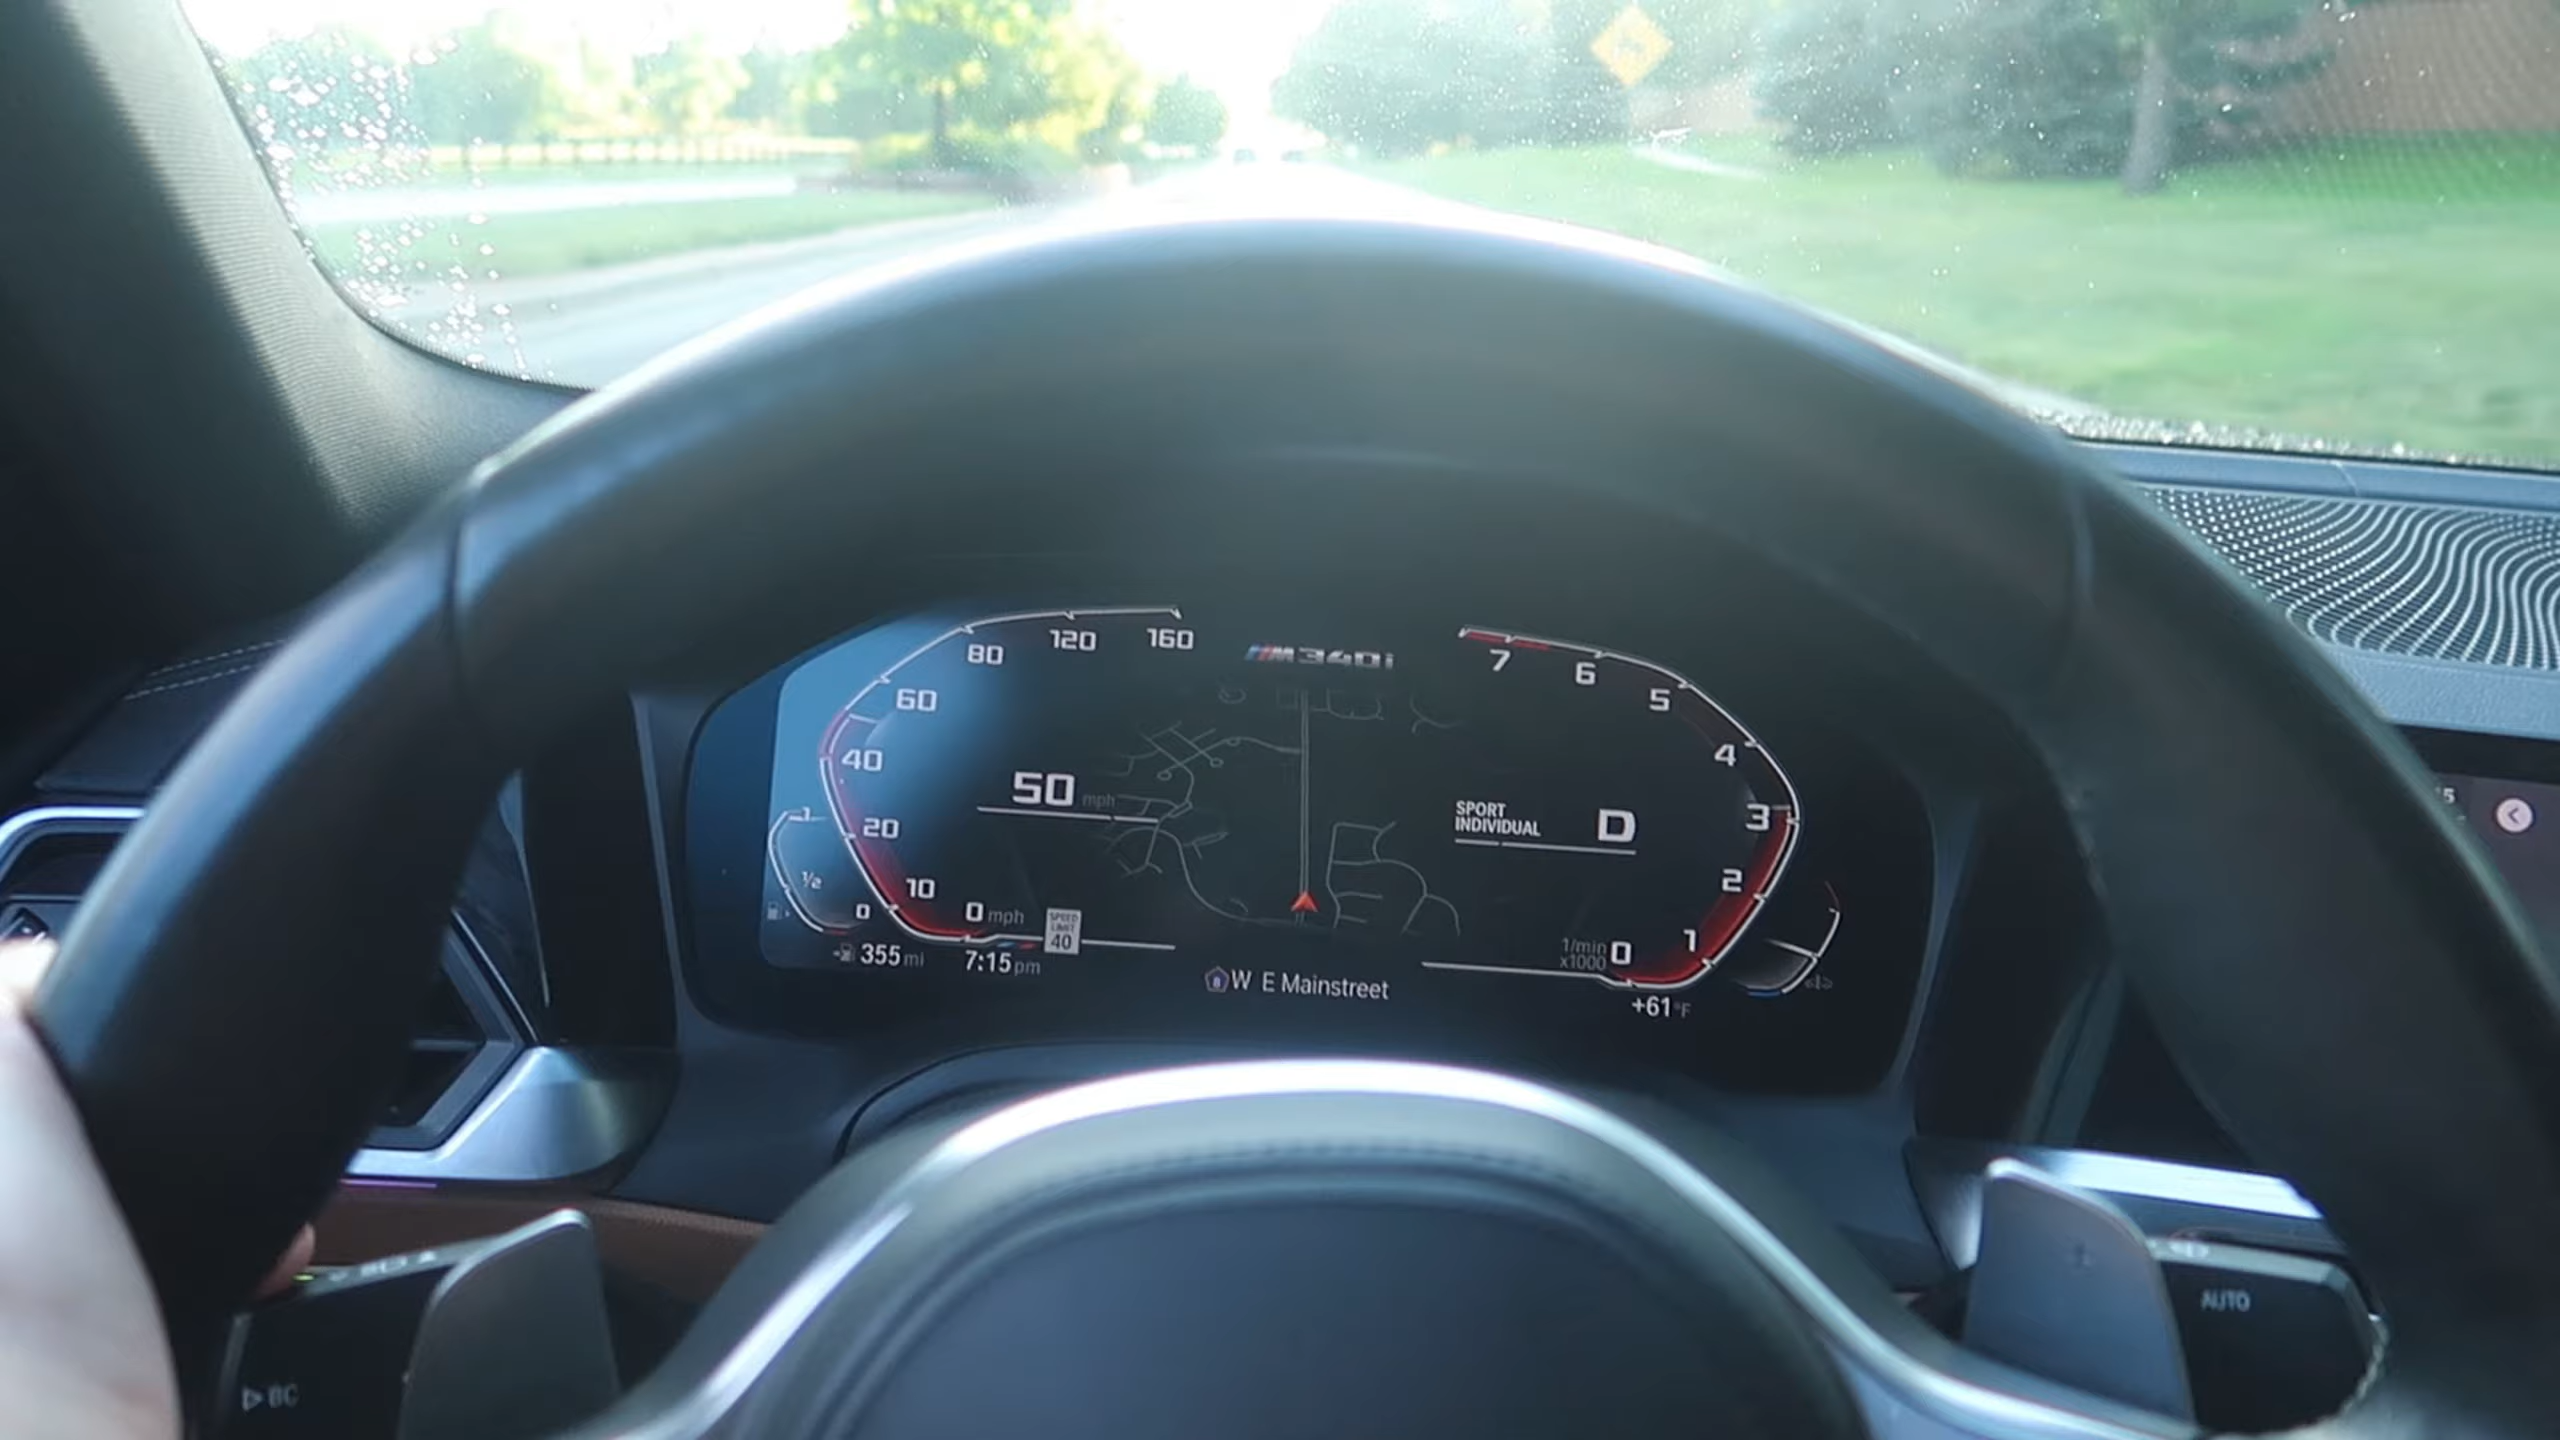 160
120
80
60
40
20
10
0 mph
M340i
7
6
5
4
3
2
1
0
1/min
x1000
50 mph
SPORT
INDIVIDUAL
D
1
1/2
0
SPEED
LIMIT
40
355 mi
7:15 pm
8 W E Mainstreet
+61 °F
BC
AUTO